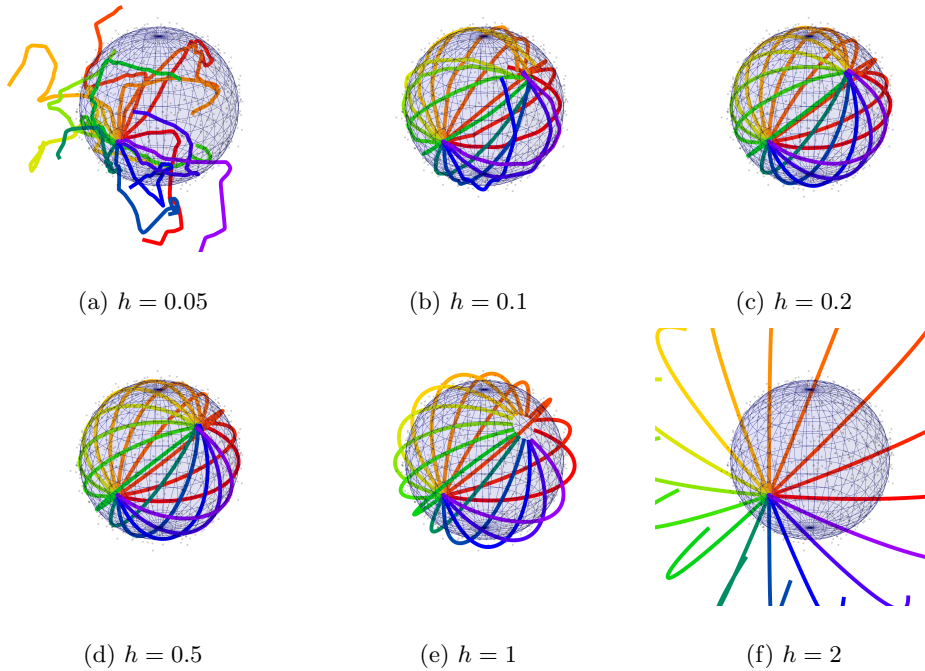 (a) h = 0.05
(b) h = 0.1
(c) h = 0.2
(d) h = 0.5
(e) h = 1
(f) h = 2